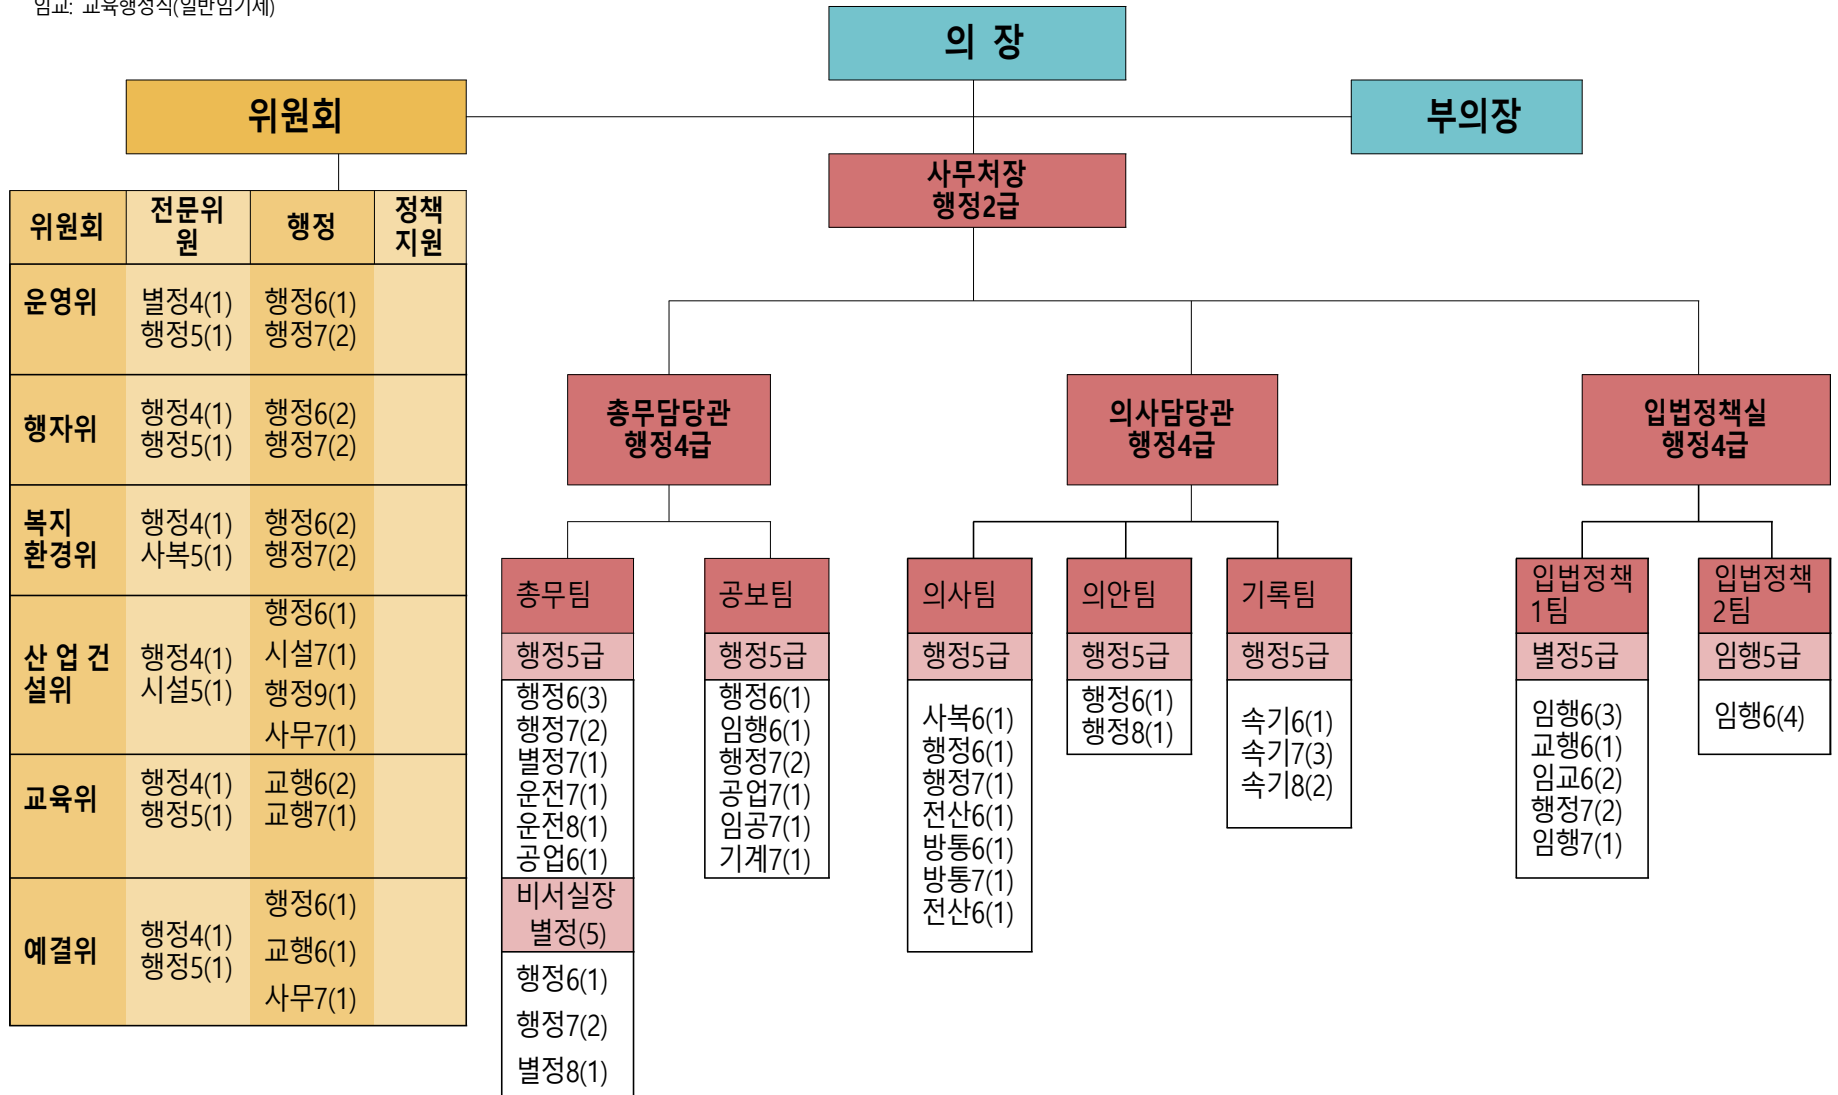 임교: 교육행정직(일반임기제)
의 장
위원회
부의장
사무처장
행정2급
위원회
전문위
원
행정
정책
지원
운영위
별정4(1)
행정5(1)
행정6(1)
행정7(2)
행자위
행정4(1)
행정5(1)
행정6(2)
행정7(2)
복지
환경위
행정4(1)
사복5(1)
행정6(2)
행정7(2)
산 업 건
설위
행정4(1)
시설5(1)
행정6(1)
시설7(1)
행정9(1)
사무7(1)
교육위
행정4(1)
행정5(1)
교행6(2)
교행7(1)
예결위
행정4(1)
행정5(1)
행정6(1)
교행6(1)
사무7(1)
총무담당관
행정4급
의사담당관
행정4급
입법정책실
행정4급
총무팀
행정5급
행정6(3)
행정7(2)
별정7(1)
운전7(1)
운전8(1)
공업6(1)
비서실장
별정(5)
행정6(1)
행정7(2)
별정8(1)
공보팀
행정5급
행정6(1)
임행6(1)
행정7(2)
공업7(1)
임공7(1)
기계7(1)
의사팀
행정5급
사복6(1)
행정6(1)
행정7(1)
전산6(1)
방통6(1)
방통7(1)
전산6(1)
의안팀
행정5급
행정6(1)
행정8(1)
기록팀
행정5급
속기6(1)
속기7(3)
속기8(2)
입법정책
1팀
별정5급
임행6(3)
교행6(1)
임교6(2)
행정7(2)
임행7(1)
입법정책
2팀
임행5급
임행6(4)